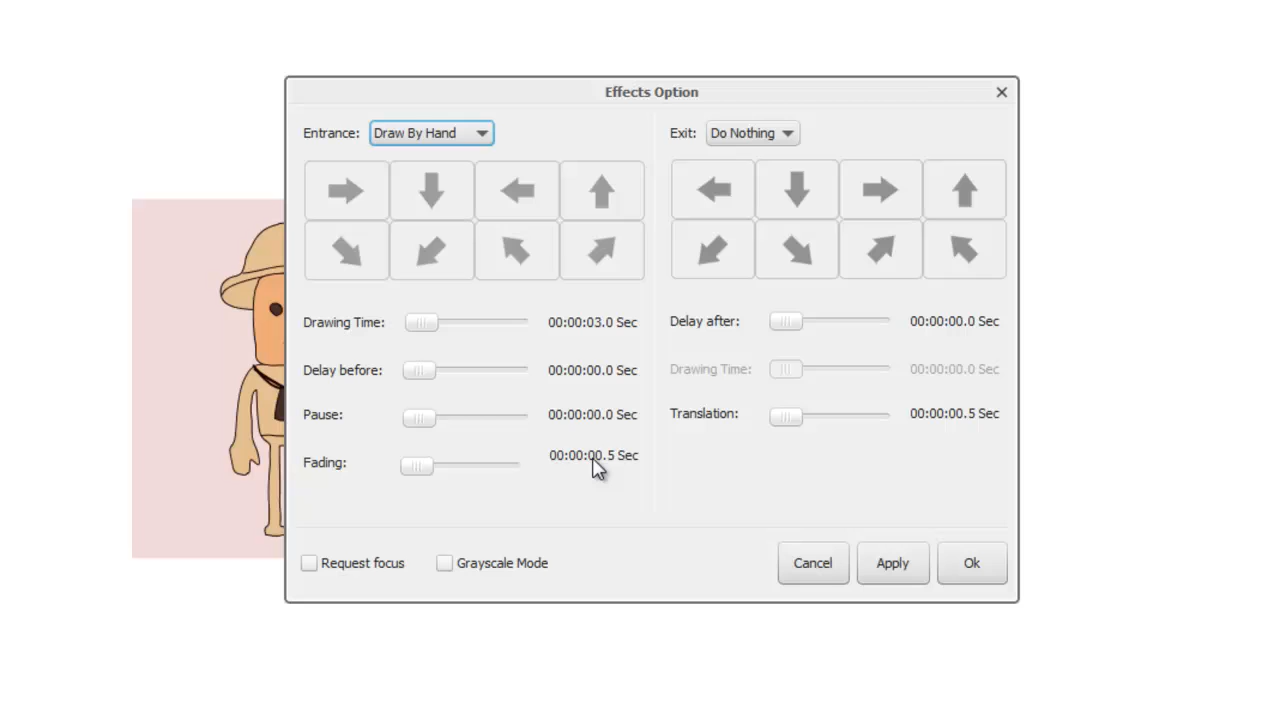 Effects Option
Entrance: Draw By Hand
Exit: Do Nothing
Drawing Time: 00:00:03.0 Sec
Delay before: 00:00:00.0 Sec
Pause: 00:00:00.0 Sec
Fading: 00:00:00.5 Sec
Delay after: 00:00:00.0 Sec
Drawing Time: 00:00:00.0 Sec
Translation: 00:00:00.5 Sec
Request focus
Grayscale Mode
Cancel
Apply
Ok